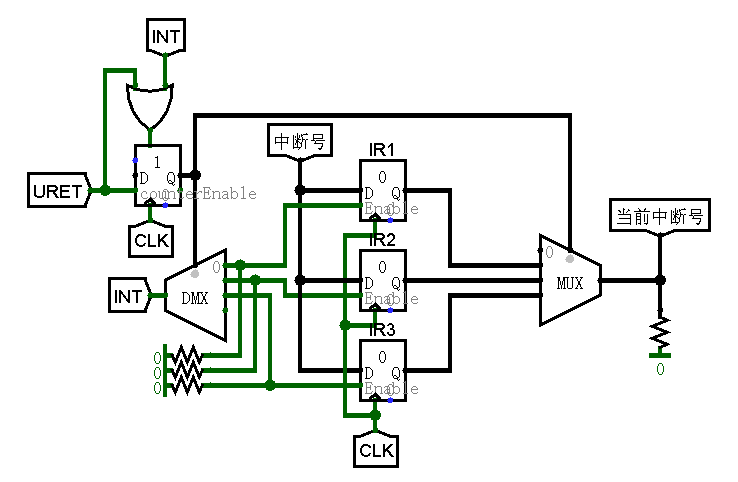 INT
中断号
IR1
1
0
D Q
D Q
URET
counterEnable
Enable
当前中断号
CLK
IR2
0
0
0
MUX
D Q
INT
DMX
Enable
IR3
0
0
0
0
D Q
0
Enable
CLK